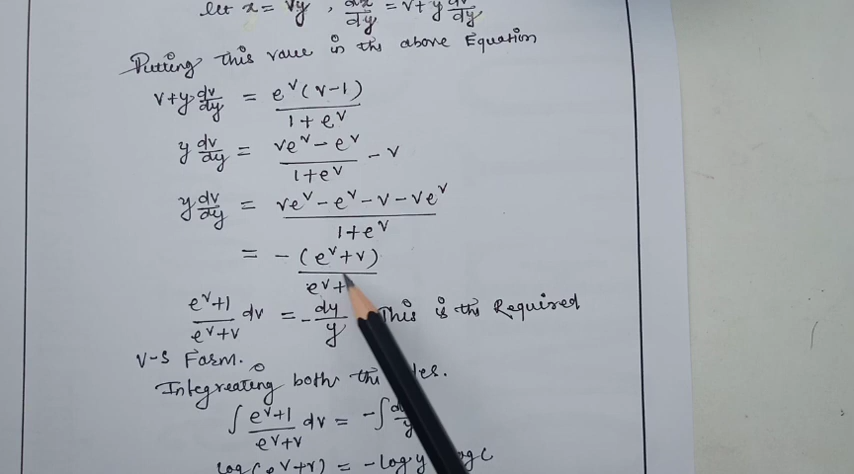 let x = vy , dx/dy = v + y dv/dy
Putting this value in the above Equation
v + y dv/dy = e^v (v-1) / 1 + e^v
y dv/dy = ve^v - e^v / 1 + e^v - v
y dv/dy = ve^v - e^v - v - ve^v / 1 + e^v
= - (e^v + v) / e^v +
e^v + 1 / e^v + v dv = - dy/y This is the Required
V-S Form.
Integreating both the
∫ e^v + 1 / e^v + v dv = - ∫
log(e^v + v) = - log y